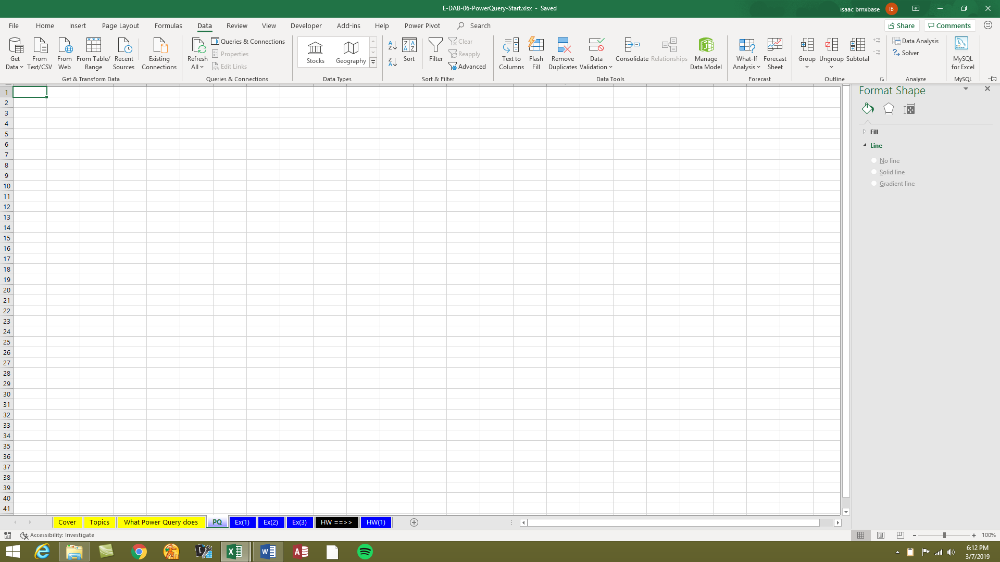 E-DAB-06-PowerQuery-Start.xlsx - Saved
isaac bmxbase IB
File Home Insert Page Layout Formulas Data Review View Developer Add-ins Help Power Pivot Search Share Comments
Get Data
From Text/CSV
From Web
From Table/ Range
Recent Sources
Existing Connections
Get & Transform Data
Refresh All
Queries & Connections
Properties
Edit Links
Queries & Connections
Stocks
Geography
Data Types
Sort
Filter
Clear
Reapply
Advanced
Sort & Filter
Text to Columns
Flash Fill
Remove Duplicates
Data Validation
Consolidate
Relationships
Manage Data Model
Data Tools
What-If Analysis
Forecast Sheet
Forecast
Group
Ungroup
Subtotal
Outline
Data Analysis
Solver
Analyze
MySQL for Excel
MySQL
1
2
3
4
5
6
7
8
9
10
11
12
13
14
15
16
17
18
19
20
21
22
23
24
25
26
27
28
29
30
31
32
33
34
35
36
37
38
39
40
41
Format Shape
Fill
Line
No line
Solid line
Gradient line
Cover Topics What Power Query does PQ Ex(1) Ex(2) Ex(3) HW ==>> HW(1)
Accessibility: Investigate
100%
6:12 PM
3/7/2019